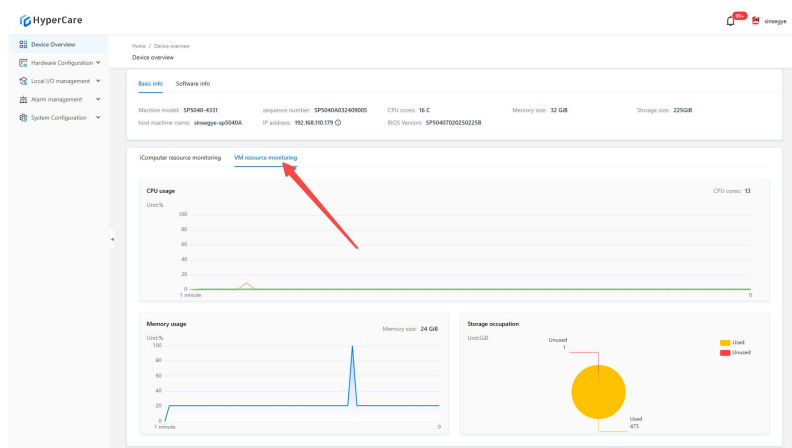 HyperCare
99+
sinsegye
Device Overview
Hardware Configuration
Local I/O management
Alarm management
System Configuration
Home / Device overview
Device overview
Basic info Software info
Machine model: SP5040-4331 sequence number: SP5040A032409005 CPU cores: 16 C Memory size: 32 GiB Storage size: 225GiB
host machine name: sinsegye-sp5040A IP address: 192.168.110.179 BIOS Version: SP504070202502258
iComputer resource monitoring VM resource monitoring
CPU usage CPU cores: 13
Unit:%
100
80
60
40
20
0
1 minute 0
Memory usage Memory size: 24 GiB
Unit:%
100
80
60
40
20
0
1 minute 0
Storage occupation
Unit:GiB
Unused
1
Used
475
Used
Unused